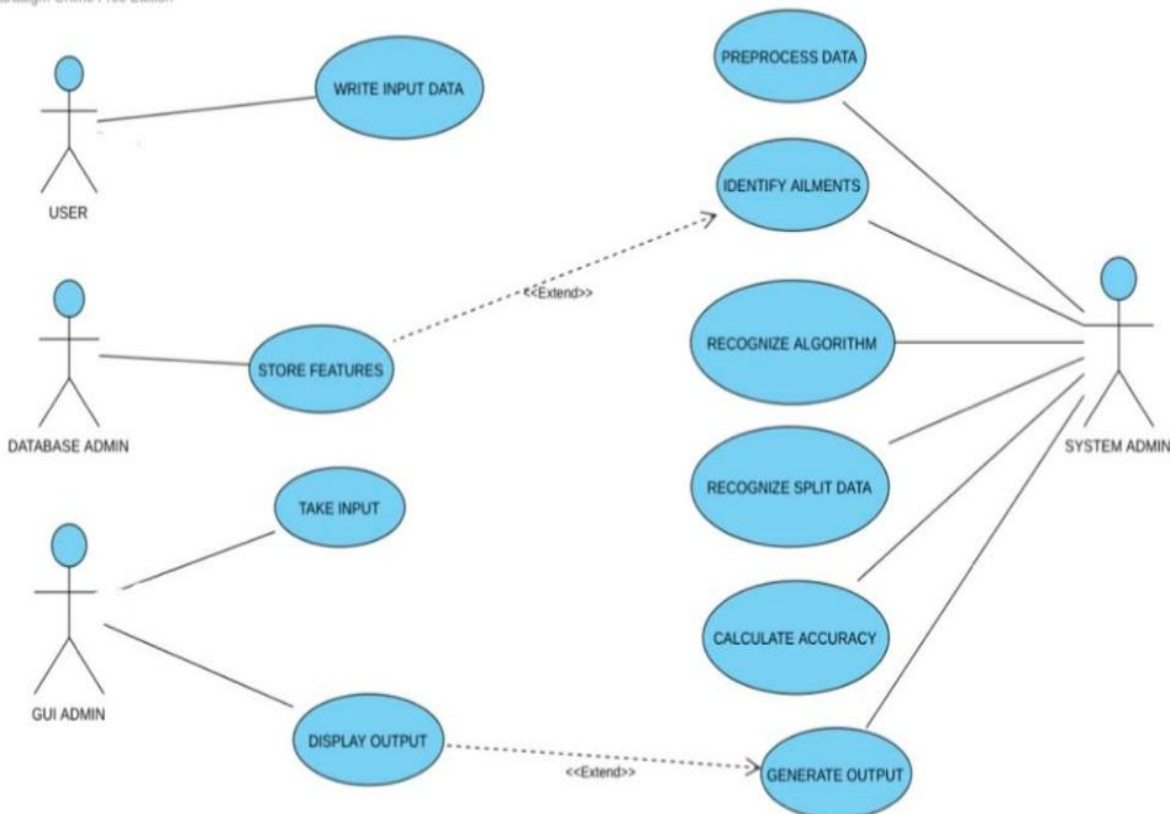 WRITE INPUT DATA
USER
STORE FEATURES
DATABASE ADMIN
TAKE INPUT
GUI ADMIN
DISPLAY OUTPUT
<<Extend>>
<<Extend>>
PREPROCESS DATA
IDENTIFY AILMENTS
RECOGNIZE ALGORITHM
RECOGNIZE SPLIT DATA
CALCULATE ACCURACY
GENERATE OUTPUT
SYSTEM ADMIN